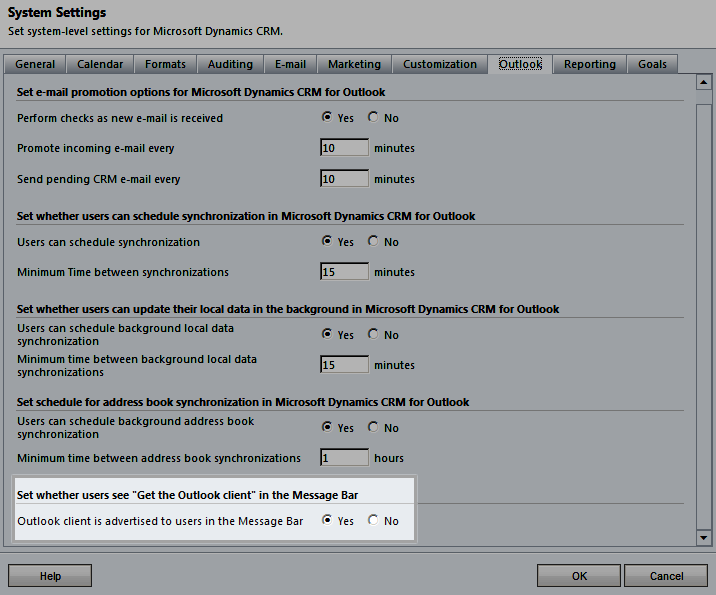 System Settings
Set system-level settings for Microsoft Dynamics CRM.
General Calendar Formats Auditing E-mail Marketing Customization Outlook Reporting Goals
Set e-mail promotion options for Microsoft Dynamics CRM for Outlook
Perform checks as new e-mail is received Yes No
Promote incoming e-mail every 10 minutes
Send pending CRM e-mail every 10 minutes
Set whether users can schedule synchronization in Microsoft Dynamics CRM for Outlook
Users can schedule synchronization Yes No
Minimum Time between synchronizations 15 minutes
Set whether users can update their local data in the background in Microsoft Dynamics CRM for Outlook
Users can schedule background local data
synchronization Yes No
Minimum time between background local data
synchronizations 15 minutes
Set schedule for address book synchronization in Microsoft Dynamics CRM for Outlook
Users can schedule background address book
synchronization Yes No
Minimum time between address book synchronizations 1 hours
Set whether users see "Get the Outlook client" in the Message Bar
Outlook client is advertised to users in the Message Bar Yes No
Help OK Cancel